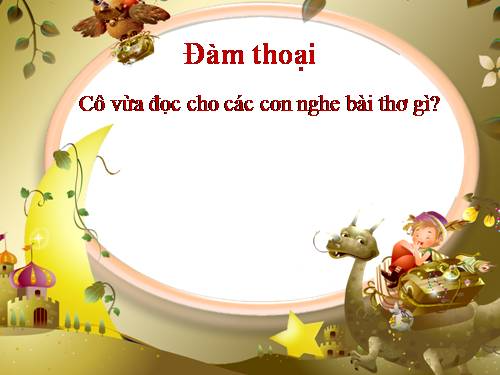 Đàm thoại
Cô vừa đọc cho các con nghe bài thơ gì?